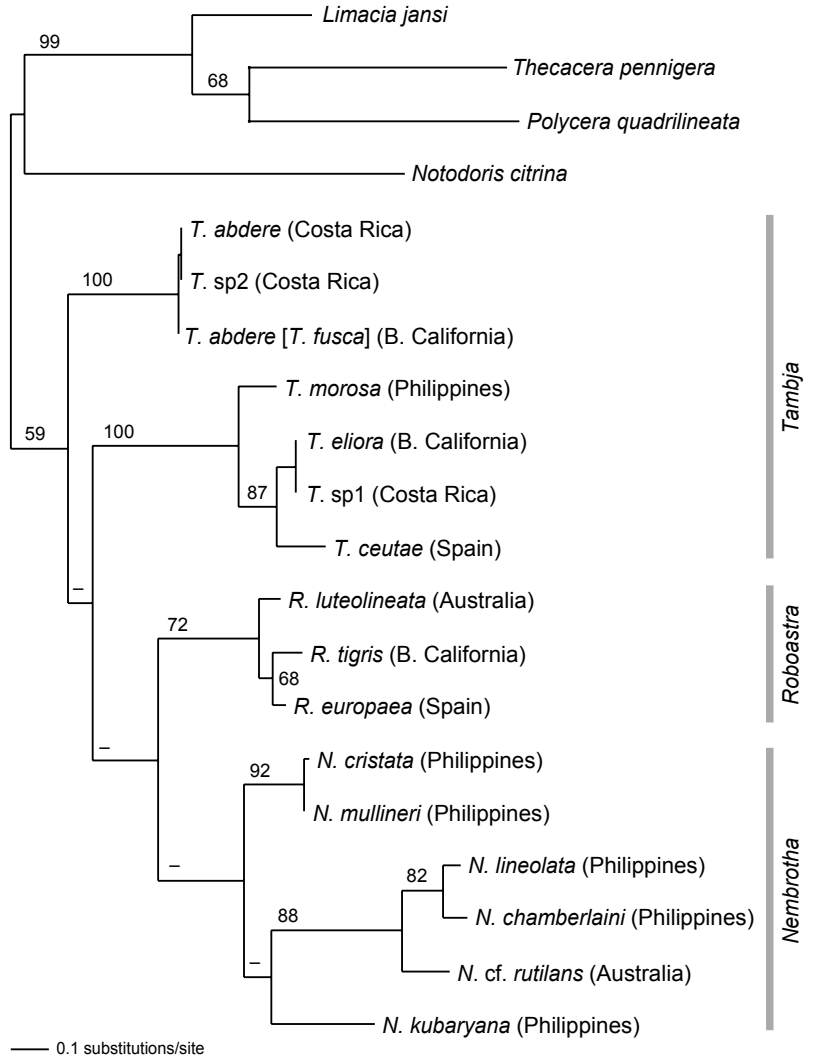 Limacia jansi
99
Thecacera pennigera
68
Polycera quadrilineata
Notodoris citrina
T. abdere (Costa Rica)
100
T. sp2 (Costa Rica)
T. abdere [T. fusca] (B. California)
Tambja
T. morosa (Philippines)
59
100
T. eliora (B. California)
87
T. sp1 (Costa Rica)
T. ceutae (Spain)
–
R. luteolineata (Australia)
72
R. tigris (B. California)
68
R. europaea (Spain)
Roboastra
–
N. cristata (Philippines)
92
N. mullineri (Philippines)
–
N. lineolata (Philippines)
82
N. chamberlaini (Philippines)
88
N. cf. rutilans (Australia)
–
N. kubaryana (Philippines)
Nembrotha
0.1 substitutions/site